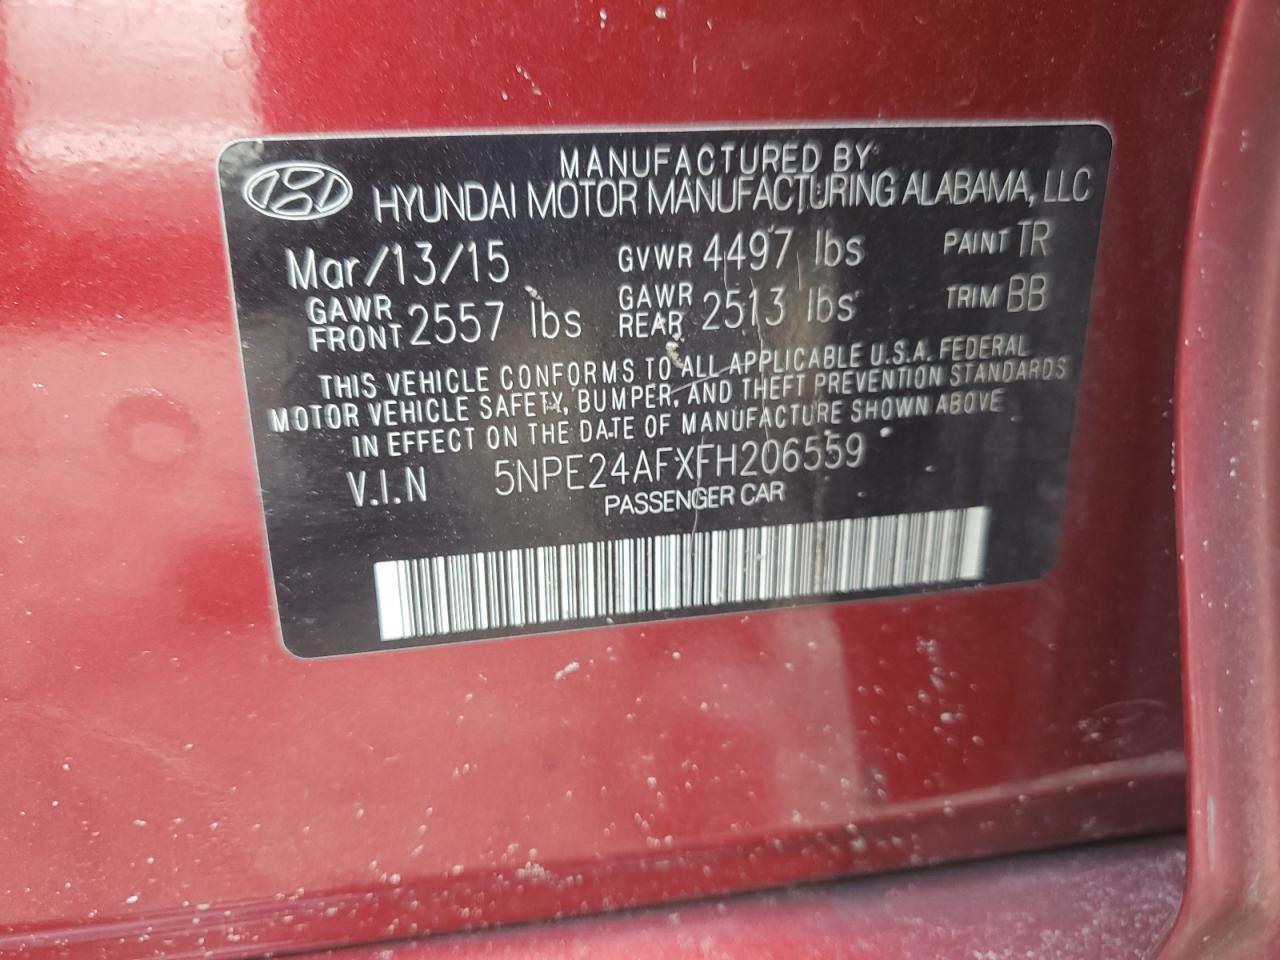 MANUFACTURED BY
HYUNDAI MOTOR MANUFACTURING ALABAMA, LLC
Mar/13/15 GVWR 4497 lbs PAINT TR
GAWR FRONT 2557 lbs GAWR REAR 2513 lbs TRIM BB
THIS VEHICLE CONFORMS TO ALL APPLICABLE U.S.A. FEDERAL
MOTOR VEHICLE SAFETY, BUMPER, AND THEFT PREVENTION STANDARDS
IN EFFECT ON THE DATE OF MANUFACTURE SHOWN ABOVE
V.I.N 5NPE24AFXFH206559
PASSENGER CAR